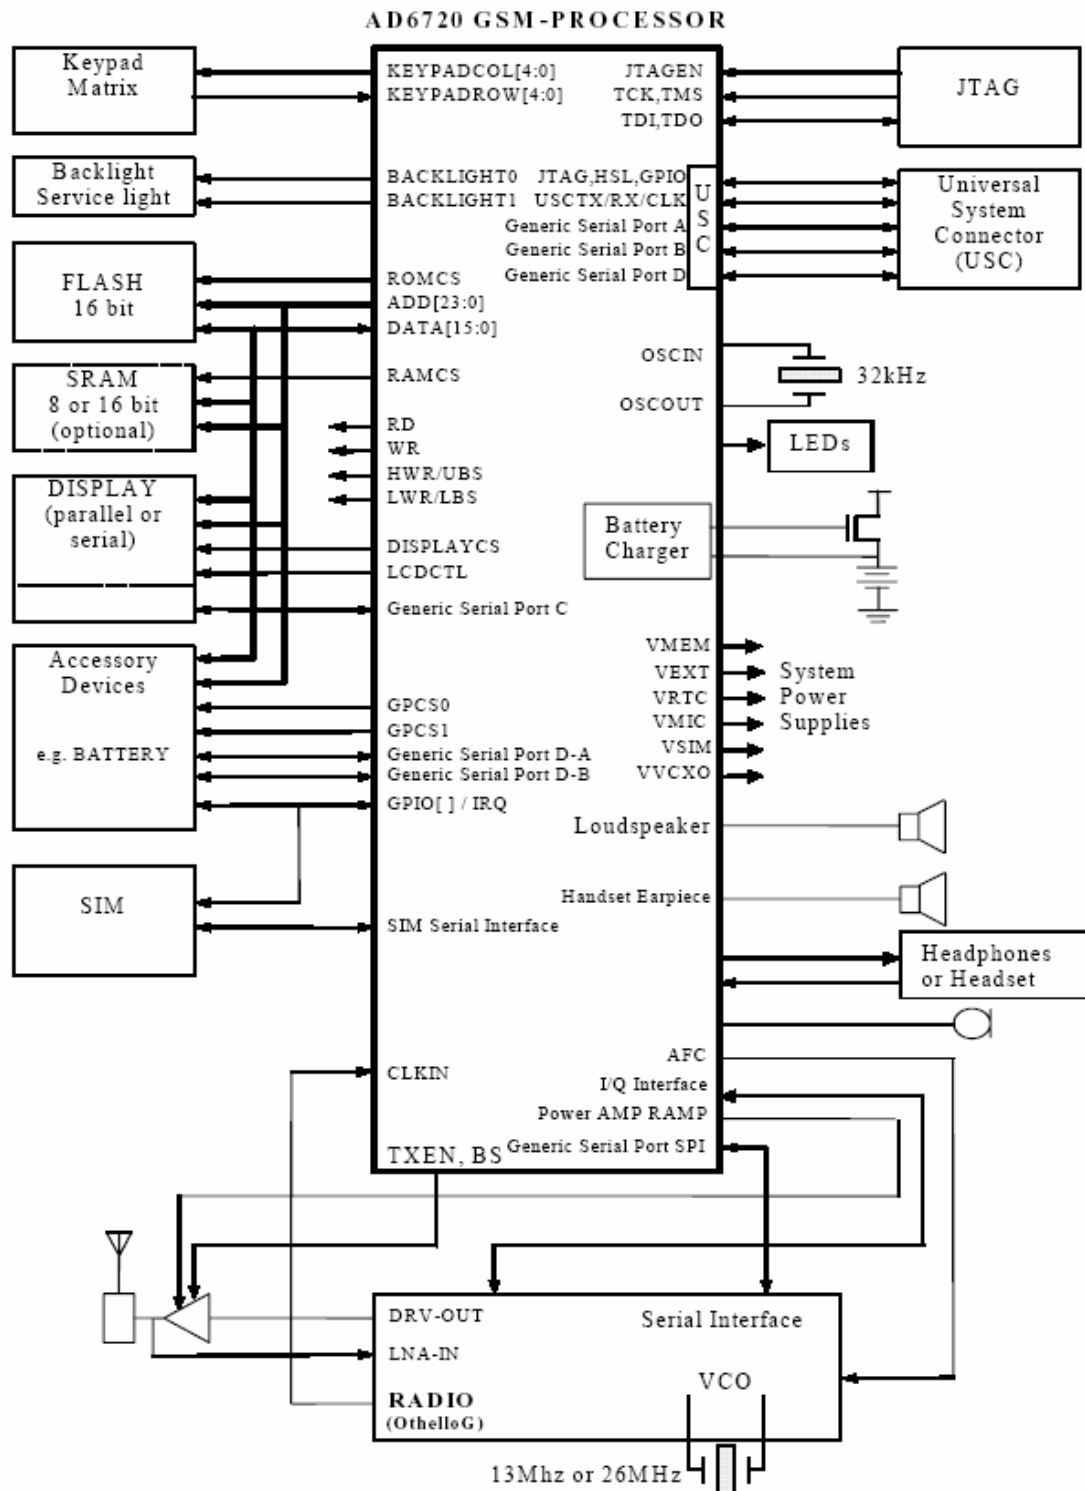 AD6720 GSM-PROCESSOR
Keypad
Matrix
KEYPADCOL[4:0]
KEYPADROW[4:0]
JTAGEN
TCK,TMS
TDI,TDO
JTAG
Backlight
Service light
BACKLIGHT0
BACKLIGHT1
JTAG,HSL,GPIO
USCTX/RX/CLK
Generic Serial Port A
Generic Serial Port B
Generic Serial Port D
U
S
C
Universal
System
Connector
(USC)
FLASH
16 bit
ROMCS
ADD[23:0]
DATA[15:0]
SRAM
8 or 16 bit
(optional)
RAMCS
RD
WR
HWR/UBS
LWR/LBS
OSCIN
OSCOUT
32kHz
LEDs
DISPLAY
(parallel or
serial)
DISPLAYCS
LCDCTL
Generic Serial Port C
Battery
Charger
Accessory
Devices
e.g. BATTERY
GPCS0
GPCS1
Generic Serial Port D-A
Generic Serial Port D-B
GPIO[ ] / IRQ
VMEM
VEXT
VRTC
VMIC
VSIM
VVCXO
System
Power
Supplies
Loudspeaker
SIM
SIM Serial Interface
Handset Earpiece
Headphones
or Headset
CLKIN
AFC
I/Q Interface
Power AMP RAMP
Generic Serial Port SPI
TXEN, BS
DRV-OUT
LNA-IN
RADIO
(OthelloG)
Serial Interface
VCO
13Mhz or 26MHz